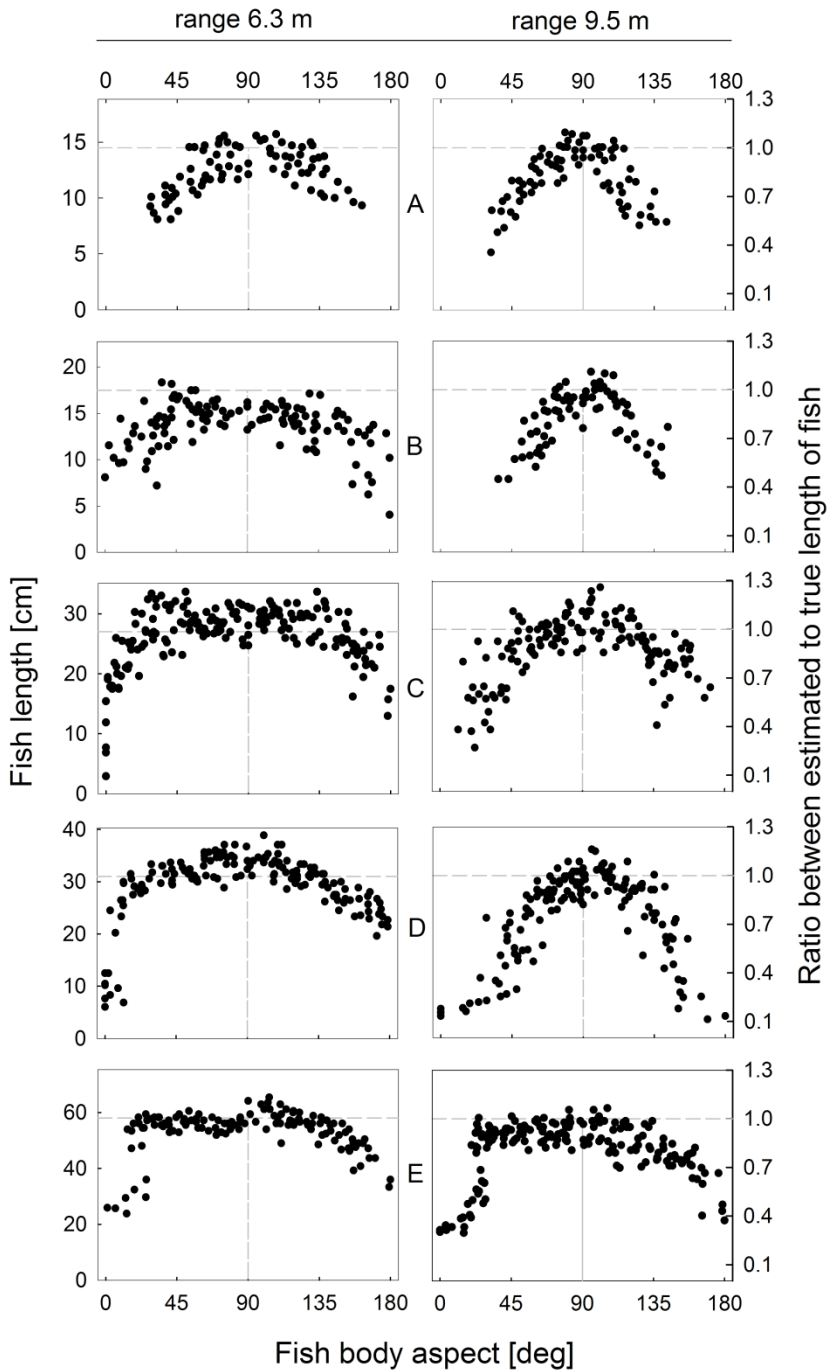 range 6.3 m range 9.5 m
0 45 90 135 180 0 45 90 135 180
15 10 5 0 A 1.3 1.0 0.7 0.4 0.1
20 15 10 5 0 B 1.3 1.0 0.7 0.4 0.1
30 20 10 0 C 1.3 1.0 0.7 0.4 0.1
40 30 20 10 0 D 1.3 1.0 0.7 0.4 0.1
60 40 20 0 E 1.3 1.0 0.7 0.4 0.1
Fish length [cm]
Ratio between estimated to true length of fish
0 45 90 135 180 0 45 90 135 180
Fish body aspect [deg]